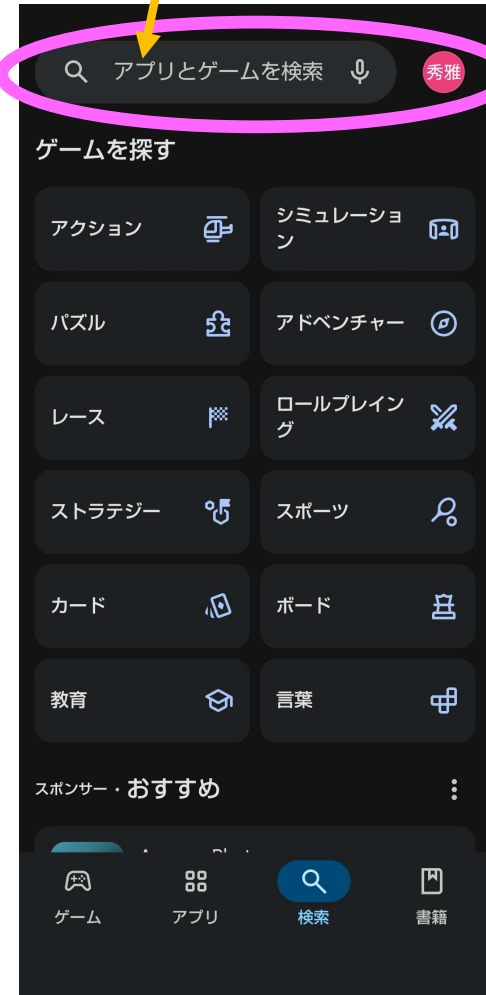 アプリとゲームを検索
秀雅
ゲームを探す
アクション
シミュレーショ
ン
パズル
アドベンチャー
レース
ロールプレイン
グ
ストラテジー
スポーツ
カード
ボード
教育
言葉
スポンサー・おすすめ
ゲーム
アプリ
検索
書籍